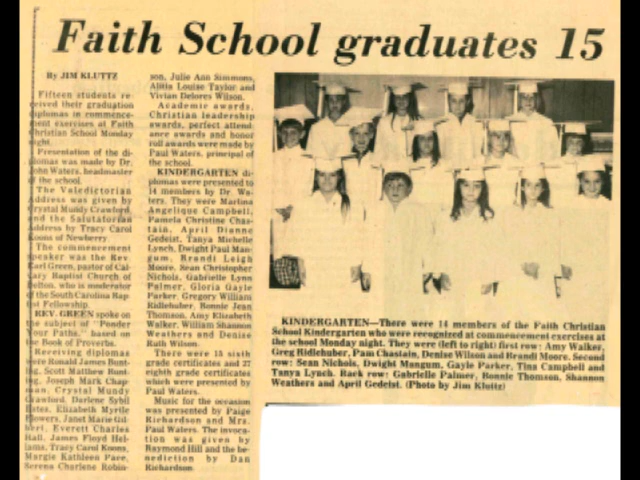 Faith School graduates 15
By JIM KLUTTZ
Fifteen students re-
ceived their graduation
diplomas in commence-
ment exercises at Faith
Christian School Monday
night.
Presentation of the di-
plomas was made by Dr.
John Waters, headmaster
of the school.
The Valedictorian
Address was given by
Crystal Mundy Crawford,
and the Salutatorian
Address by Tracy Carol
Koons of Newberry.
The commencement
speaker was the Rev.
Earl Green, pastor of Cal-
vary Baptist Church of
Belton, who is moderator
of the South Carolina Bap-
tist Fellowship.
REV. GREEN spoke on
the subject of "Ponder
Your Paths," based on
the Book of Proverbs.
Receiving diplomas
were Ronald James Bunt-
ing, Scott Matthew Bunt-
ing, Joseph Mark Chap-
man, Crystal Mundy
Crawford, Darlene Sybil
Estes, Elizabeth Myrtle
Flowers, Janet Marie Gil-
bert, Everett Charles
Hall, James Floyd Hel-
lams, Tracy Carol Koons,
Margie Kathleen Pace,
Serena Charlene Robin-
son, Julie Ann Simmons,
Alitia Louise Taylor and
Vivian Delores Wilson.
Academic awards,
Christian leadership
awards, perfect attend-
ance awards and honor
roll awards were made by
Paul Waters, principal of
the school.
KINDERGARTEN di-
plomas were presented to
14 members by Dr. Wa-
ters. They were Martina
Angelique Campbell,
Pamela Christine Chas-
tain, April Dianne
Gedeist, Tanya Michelle
Lynch, Dwight Paul Man-
gum, Brandi Leigh
Moore, Sean Christopher
Nichols, Gabrielle Lynn
Palmer, Gloria Gayle
Parker, Gregory William
Ridlehuber, Bonnie Jean
Thomson, Amy Elizabeth
Walker, William Shannon
Weathers and Denise
Ruth Wilson.
There were 15 sixth
grade certificates and 27
eighth grade certificates
which were presented by
Paul Waters.
Music for the occasion
was presented by Paige
Richardson and Mrs.
Paul Waters. The invoca-
tion was given by
Raymond Hill and the be-
nediction by Dan
Richardson.
KINDERGARTEN—There were 14 members of the Faith Christian
School Kindergarten who were recognized at commencement exercises at
the school Monday night. They were (left to right) first row: Amy Walker,
Greg Ridlehuber, Pam Chastain, Denise Wilson and Brandi Moore. Second
row: Sean Nichols, Dwight Mangum, Gayle Parker, Tina Campbell and
Tanya Lynch. Back row: Gabrielle Palmer, Bonnie Thomson, Shannon
Weathers and April Gedeist. (Photo by Jim Kluttz)